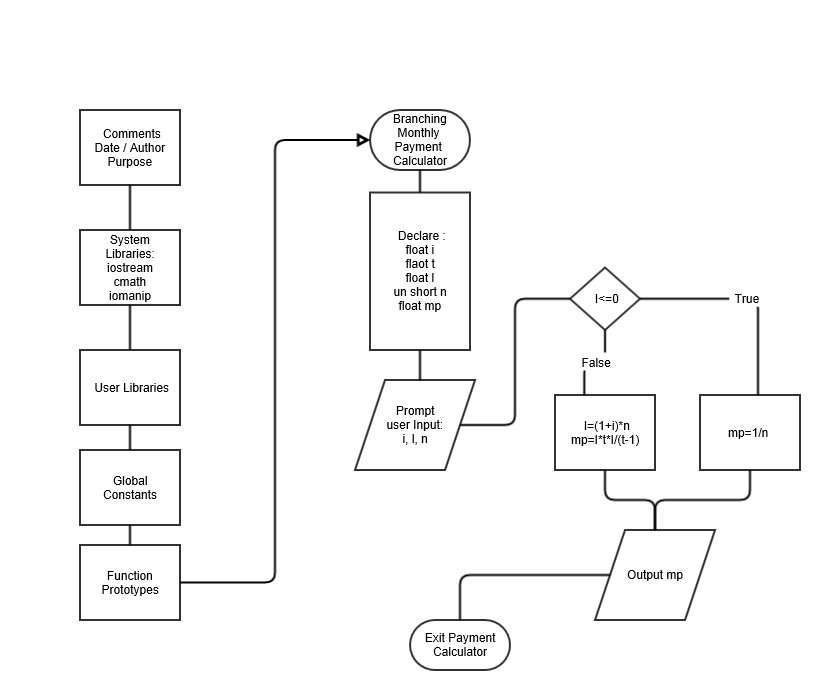 Comments
Date / Author
Purpose
System
Libraries:
iostream
cmath
iomanip
User Libraries
Global
Constants
Function
Prototypes
Branching
Monthly
Payment
Calculator
Declare :
float i
flaot t
float l
un short n
float mp
Prompt
user Input:
i, l, n
I<=0
True
False
l=(1+i)*n
mp=l*t*l/(t-1)
mp=1/n
Output mp
Exit Payment
Calculator